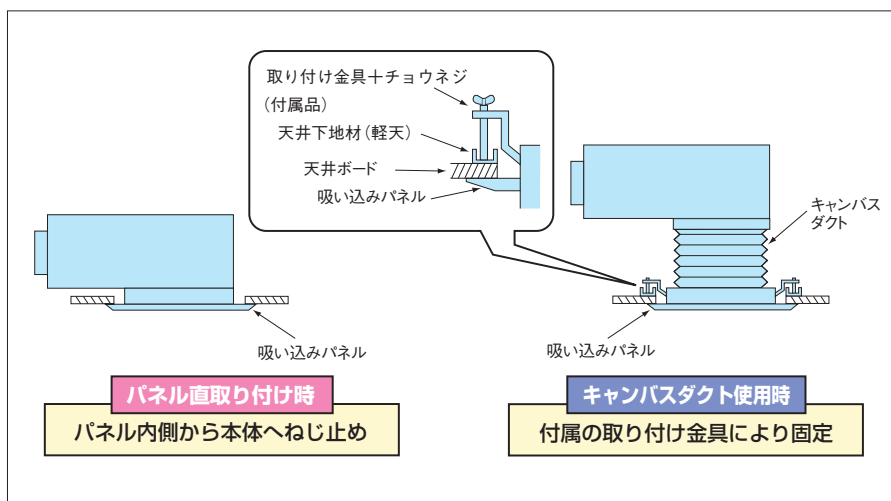 取り付け金具＋チョウネジ
(付属品)
天井下地材（軽天）
天井ボード
吸い込みパネル
キャンバス
ダクト
吸い込みパネル
吸い込みパネル
パネル直取り付け時
パネル内側から本体へねじ止め
キャンバスダクト使用時
付属の取り付け金具により固定